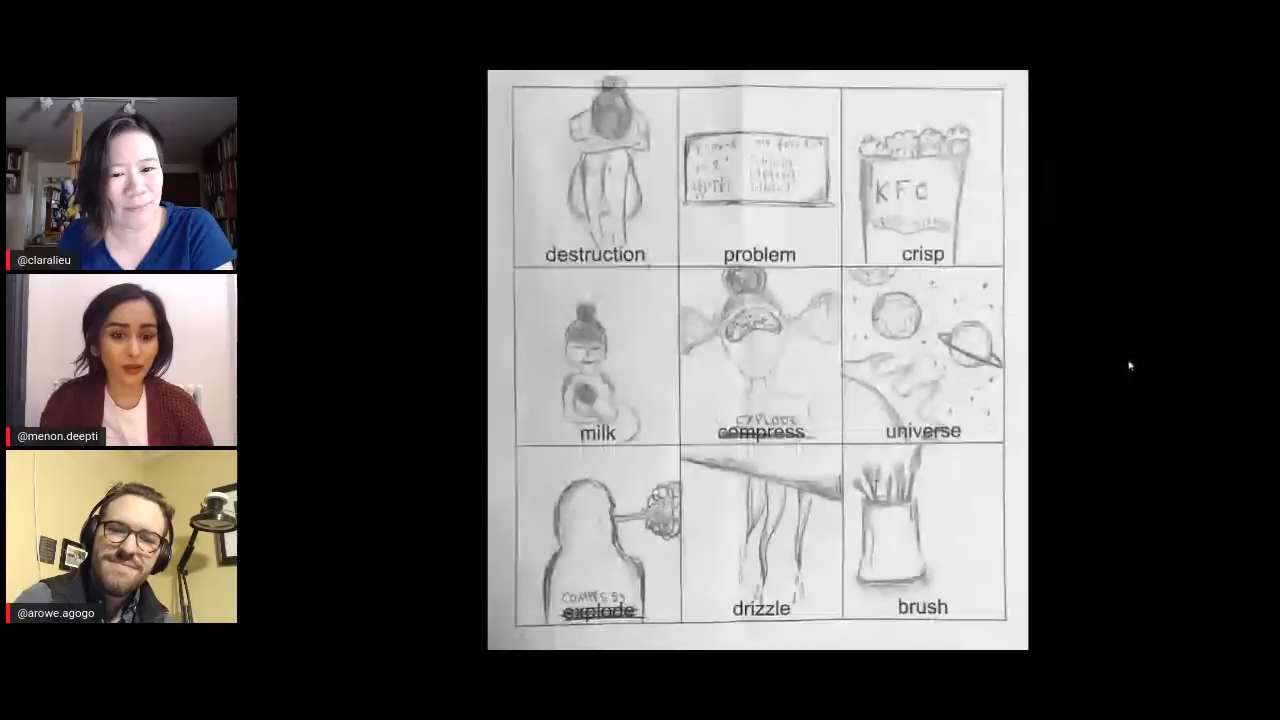 @claralieu
@menon.deepti
@arowe.agogo
destruction
problem
KFC
crisp
milk
EXPLODE
compress
universe
COMPRESS
explode
drizzle
brush